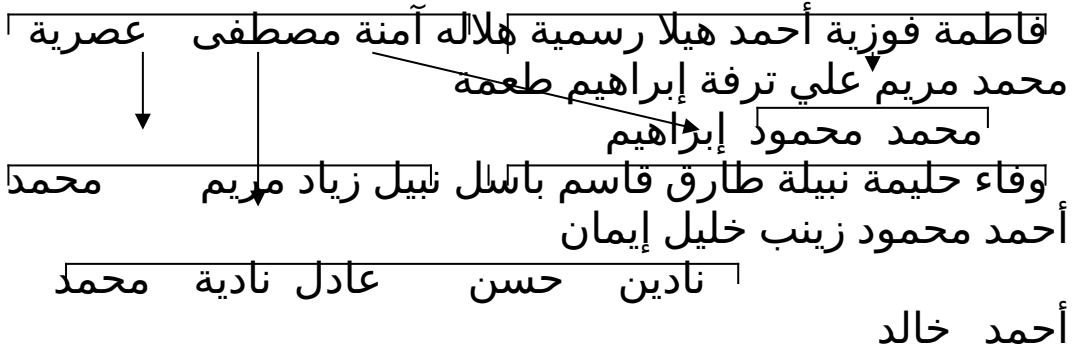 فاطمة فوزية أحمد هيلا رسمية هلاله آمنة مصطفى عصرية
محمد مريم علي ترفة إبراهيم طعمة
محمد محمود إبراهيم
وفاء حليمة نبيلة طارق قاسم باسل نبيل زياد مريم محمد
أحمد محمود زينب خليل إيمان
نادين حسن عادل نادية محمد
أحمد خالد